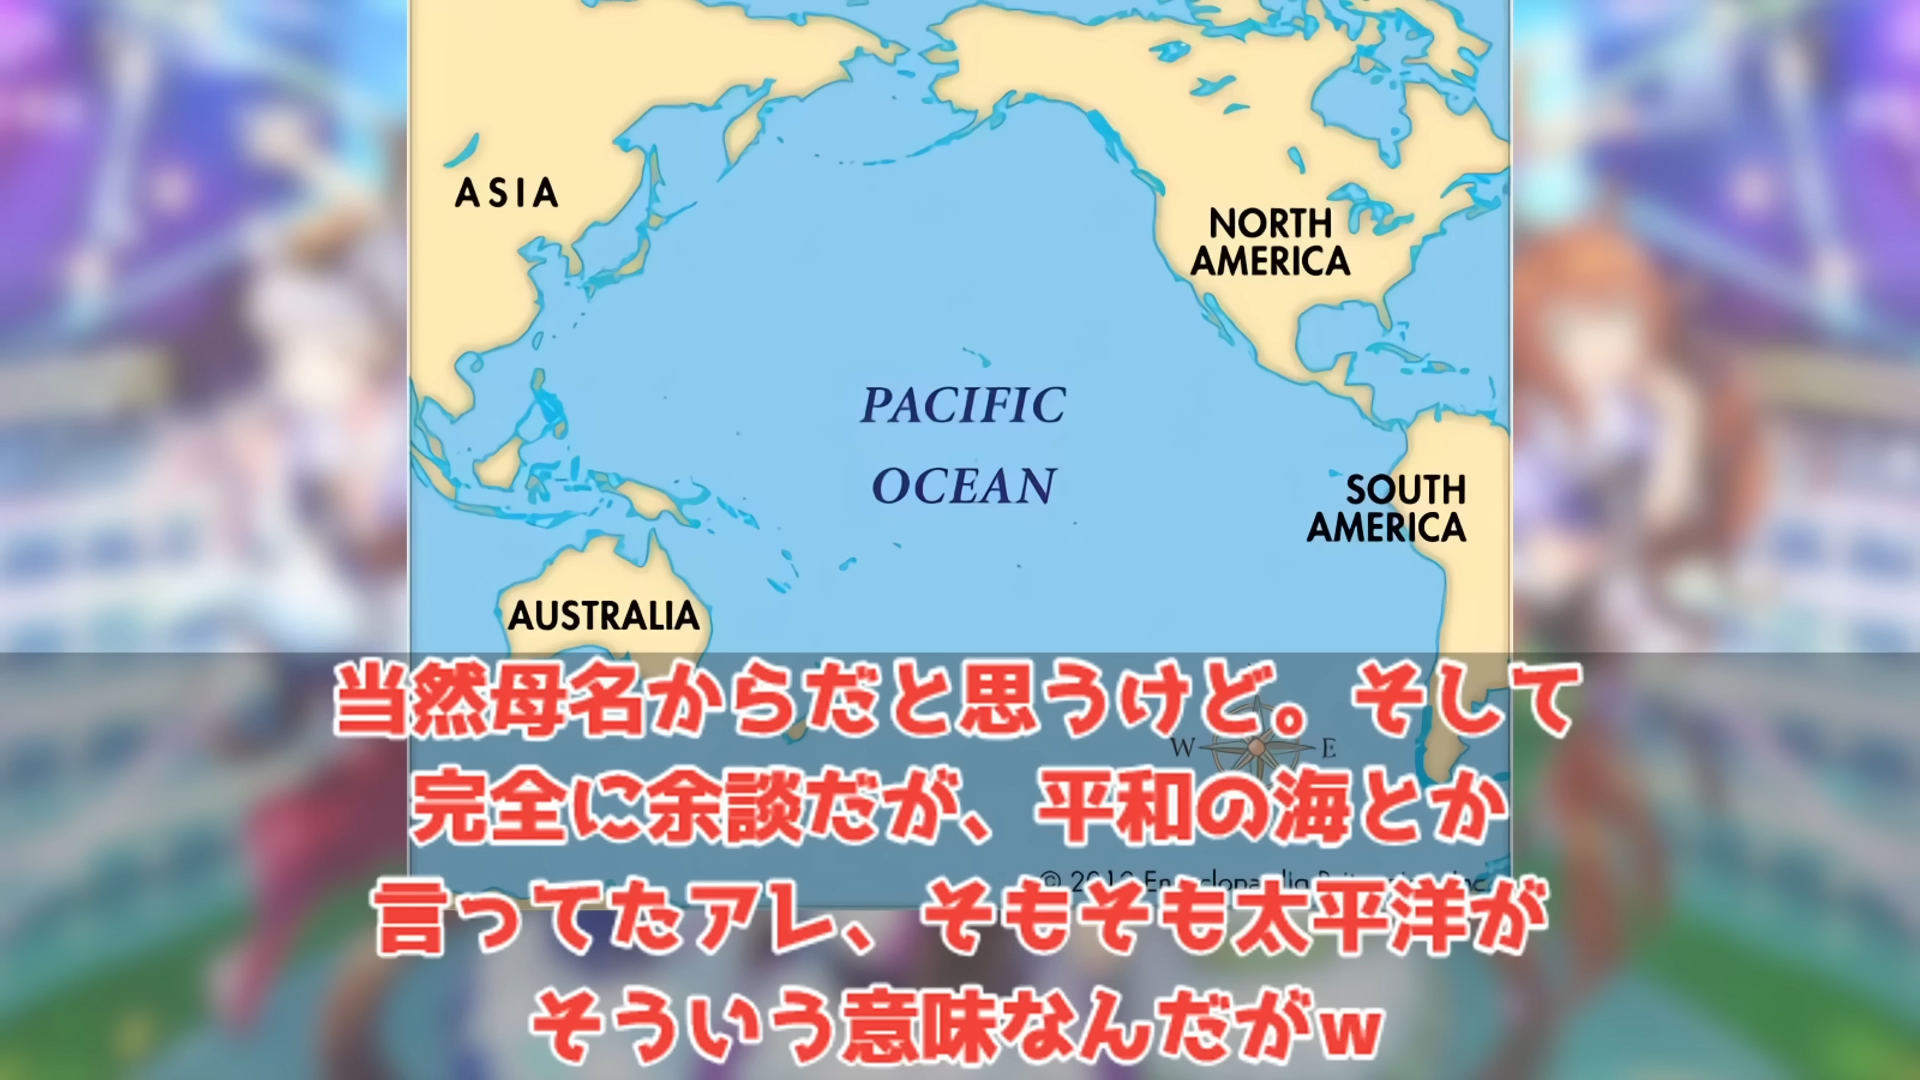 ASIA
NORTH
AMERICA
PACIFIC
OCEAN
SOUTH
AMERICA
AUSTRALIA
当然母名からだと思うけど。そして
W E
完全に余談だが、平和の海とか
言ってたアレ、そもそも太平洋が
そういう意味なんだがw